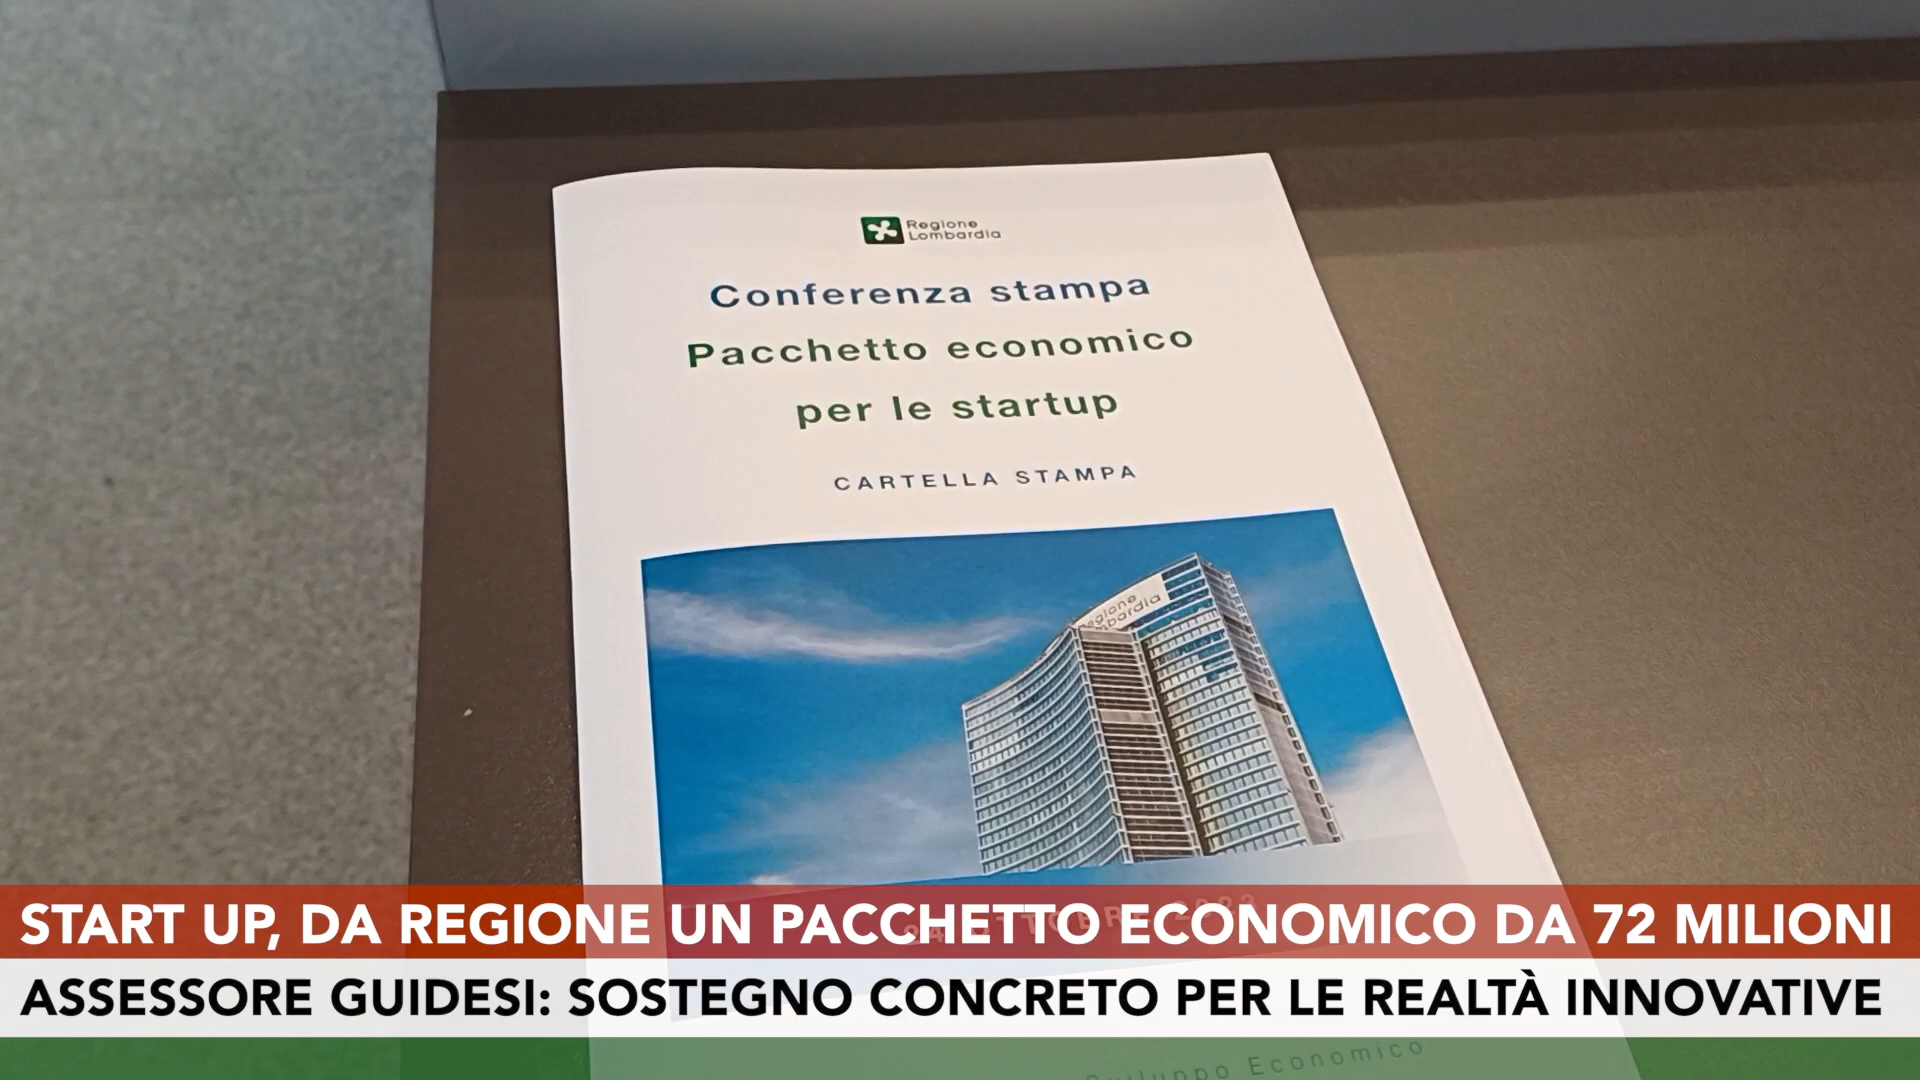 Regione
Lombardia
Conferenza stampa
Pacchetto economico
per le startup
CARTELLA STAMPA
Regione
Lombardia
START UP, DA REGIONE UN PACCHETTO ECONOMICO DA 72 MILIONI
ASSESSORE GUIDESI: SOSTEGNO CONCRETO PER LE REALTÀ INNOVATIVE
Sviluppo Economico